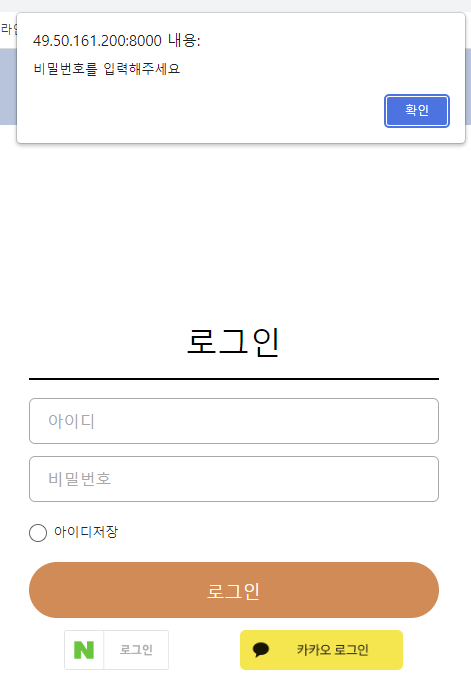 49.50.161.200:8000 내용:
비밀번호를 입력해주세요
확인
로그인
아이디
비밀번호
아이디저장
로그인
N 로그인
카카오 로그인